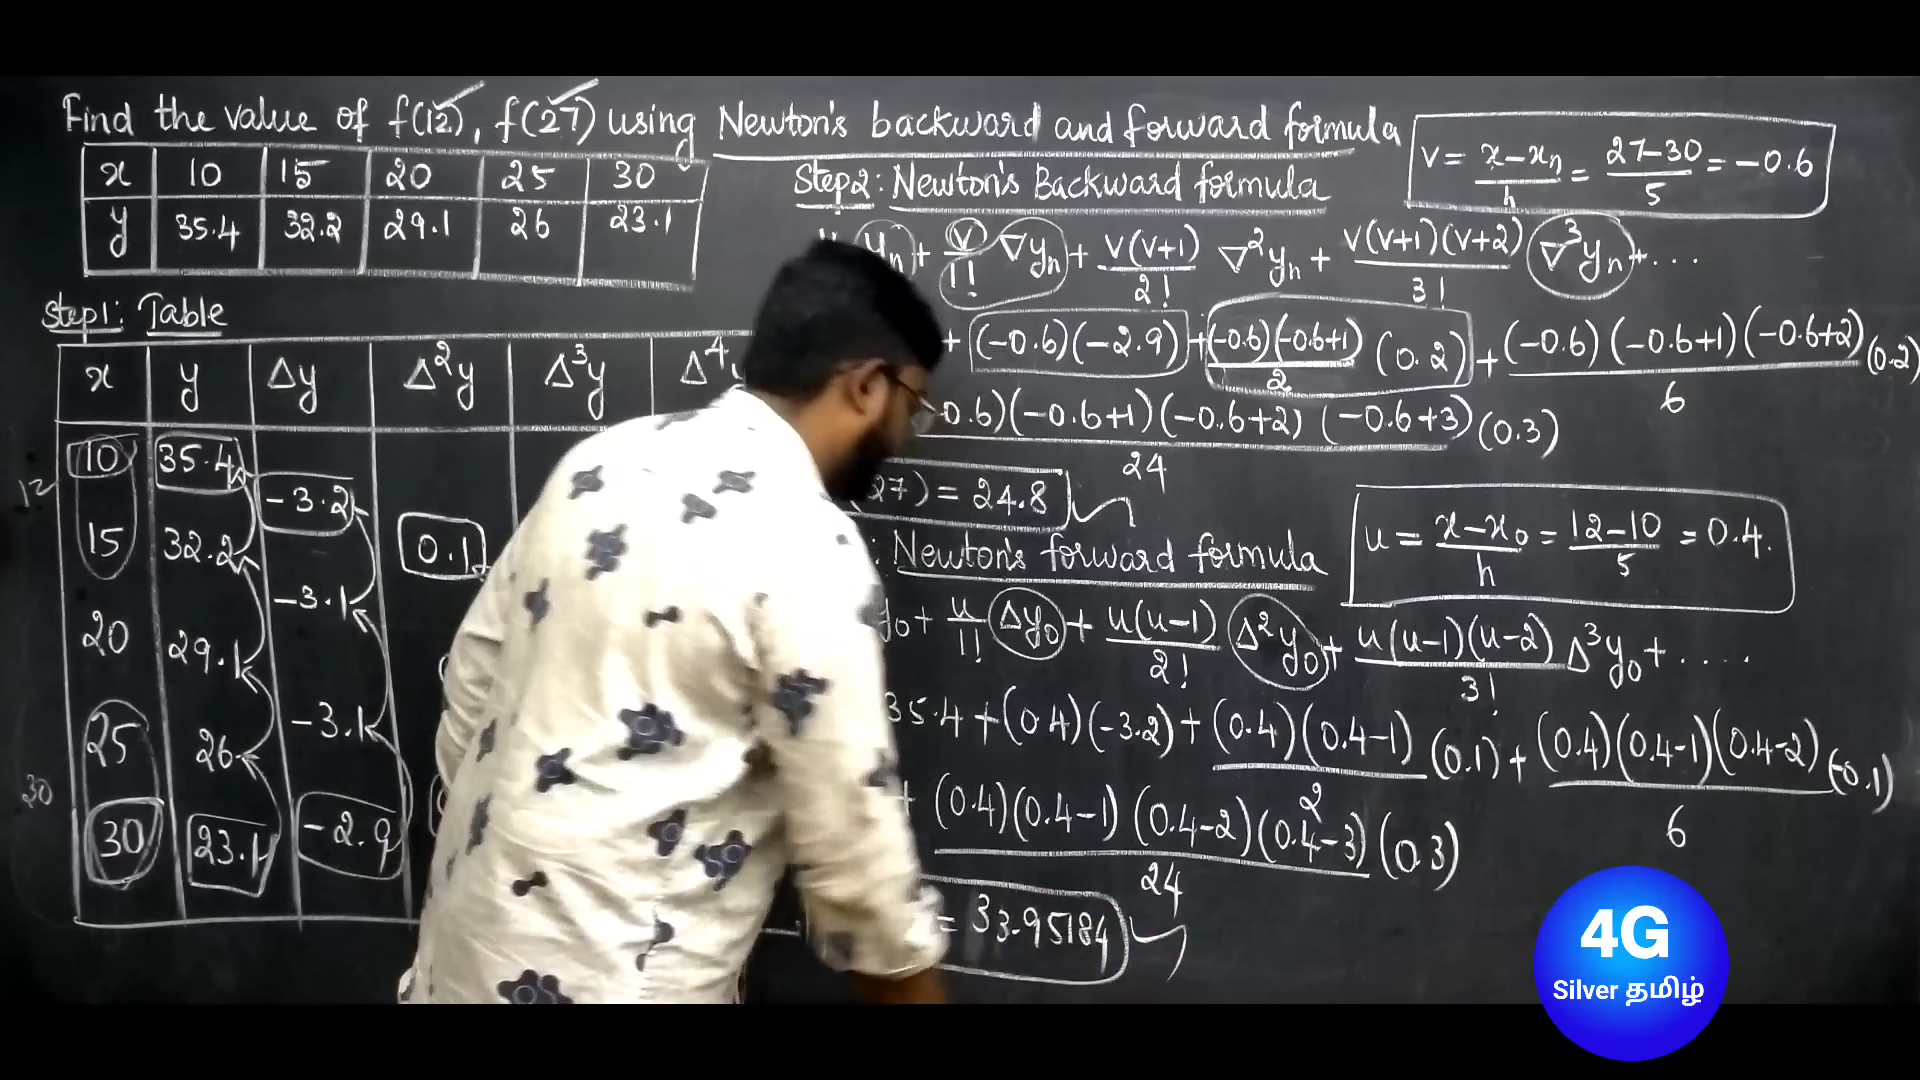 Find the value of f(12), f(27) using Newton's backward and forward formula
x 10 15 20 25 30
y 35.4 32.2 29.1 26 23.1
Step1: Table
x y Δy Δ²y Δ³y Δ⁴
10 35.4
-3.2
12
15 32.2 0.1
-3.1
20 29.1
-3.1
25 26
30
-2.9
30 23.1
v = x-xn/h = 27-30/5 = -0.6
Step2: Newton's Backward formula
yn + v/1! ∇yn + v(v+1)/2! ∇²yn + v(v+1)(v+2)/3! ∇³yn + ...
+ (-0.6)(-2.9) + (-0.6)(-0.6+1)/2 (0.2) + (-0.6)(-0.6+1)(-0.6+2)/6 (0.2)
0.6)(-0.6+1)(-0.6+2)(-0.6+3)/24 (0.3)
27) = 24.8
: Newton's forward formula
u = x-x0/h = 12-10/5 = 0.4.
y0 + u/1! Δy0 + u(u-1)/2! Δ²y0 + u(u-1)(u-2)/3! Δ³y0 + ....
35.4 + (0.4)(-3.2) + (0.4)(0.4-1)/2 (0.1) + (0.4)(0.4-1)(0.4-2)/6 (-0.1)
+ (0.4)(0.4-1)(0.4-2)(0.4-3)/24 (0.3)
= 33.95184
4G
Silver தமிழ்